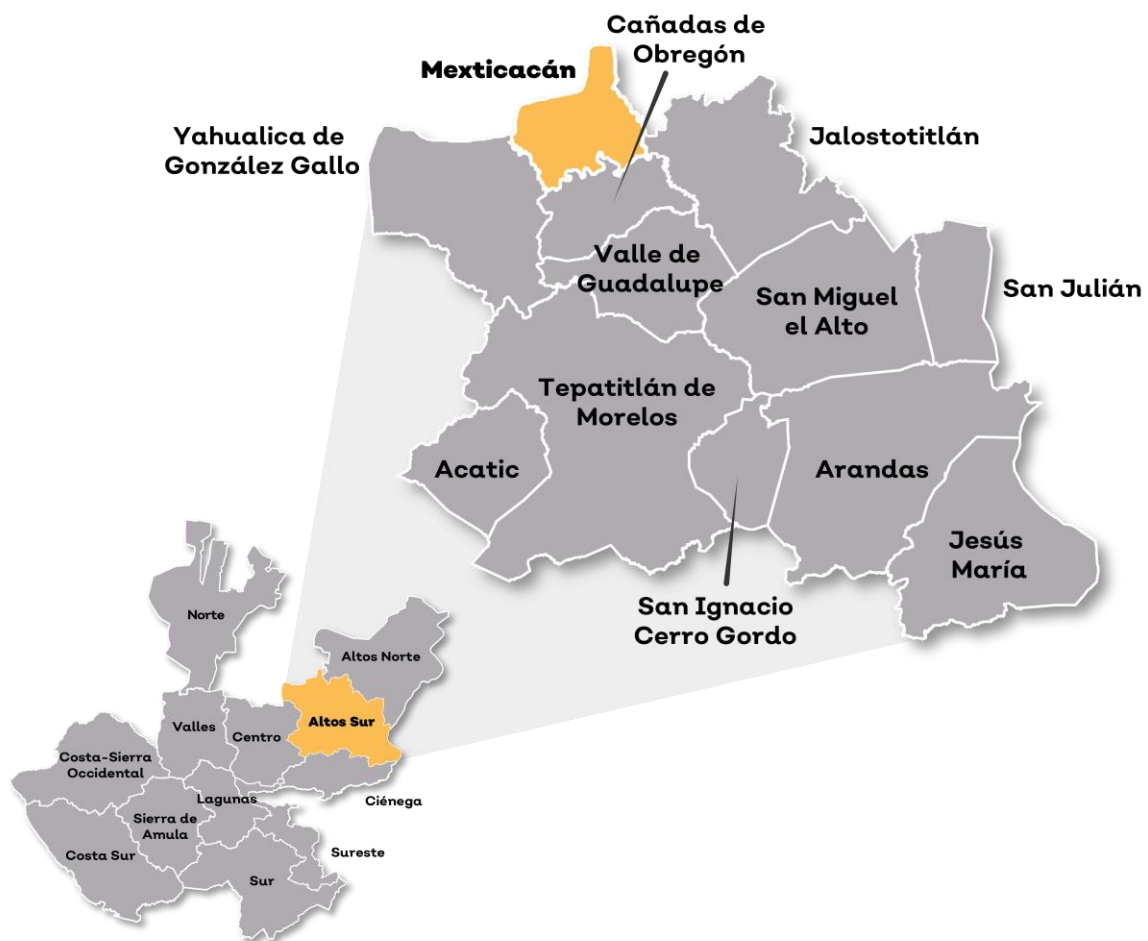 Cañadas de
Obregón
Mexticacán
Yahualica de
González Gallo
Jalostotitlán
Valle de
Guadalupe
San Miguel
el Alto
San Julián
Tepatitlán de
Morelos
Acatic
Arandas
Jesús
María
San Ignacio
Cerro Gordo
Norte
Altos Norte
Altos Sur
Valles
Centro
Costa-Sierra
Occidental
Lagunas
Ciénega
Sierra de
Amula
Costa Sur
Sureste
Sur